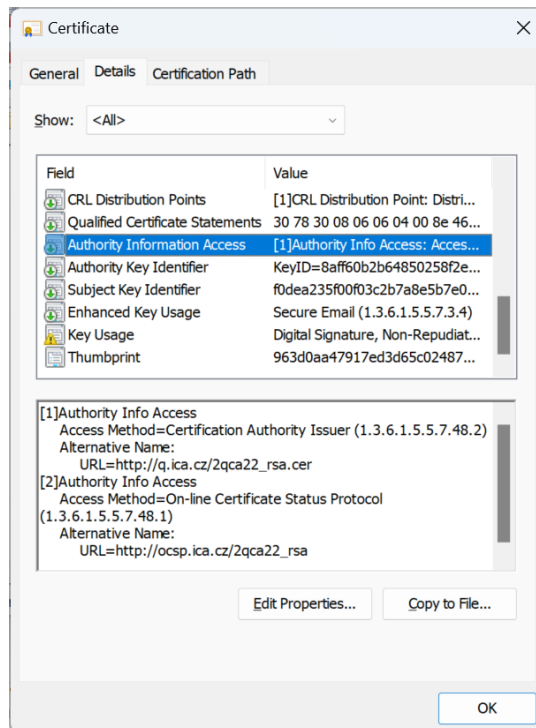 Certificate
General Details Certification Path
Show: <All>
Field Value
CRL Distribution Points [1]CRL Distribution Point: Distri...
Qualified Certificate Statements 30 78 30 08 06 06 04 00 8e 46...
Authority Information Access [1]Authority Info Access: Acces...
Authority Key Identifier KeyID=8aff60b2b64850258f2e...
Subject Key Identifier f0dea235f00f03c2b7a8e5b7e0...
Enhanced Key Usage Secure Email (1.3.6.1.5.5.7.3.4)
Key Usage Digital Signature, Non-Repudiat...
Thumbprint 963d0aa47917ed3d65c02487...
[1]Authority Info Access
Access Method=Certification Authority Issuer (1.3.6.1.5.5.7.48.2)
Alternative Name:
URL=http://q.ica.cz/2qca22_rsa.cer
[2]Authority Info Access
Access Method=On-line Certificate Status Protocol
(1.3.6.1.5.5.7.48.1)
Alternative Name:
URL=http://ocsp.ica.cz/2qca22_rsa
Edit Properties... Copy to File...
OK